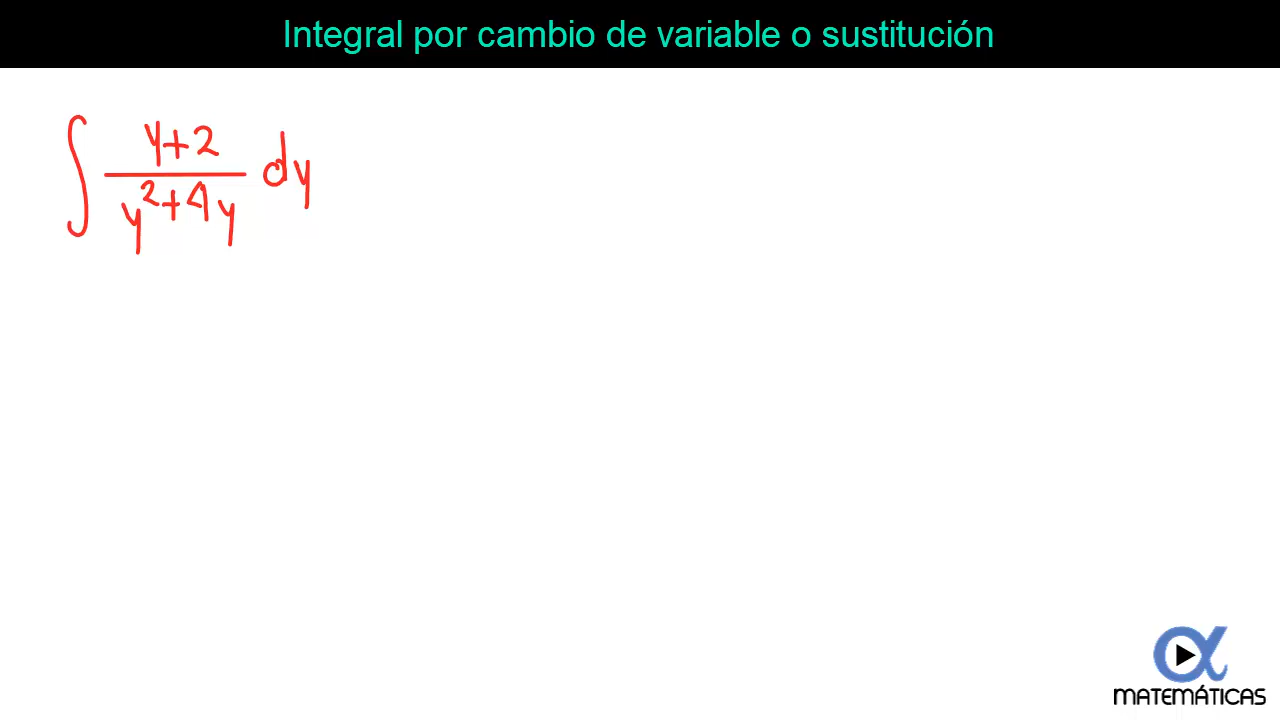 Integral por cambio de variable o sustitución
∫ (y+2)/(y²+4y) dy
MATEMÁTICAS